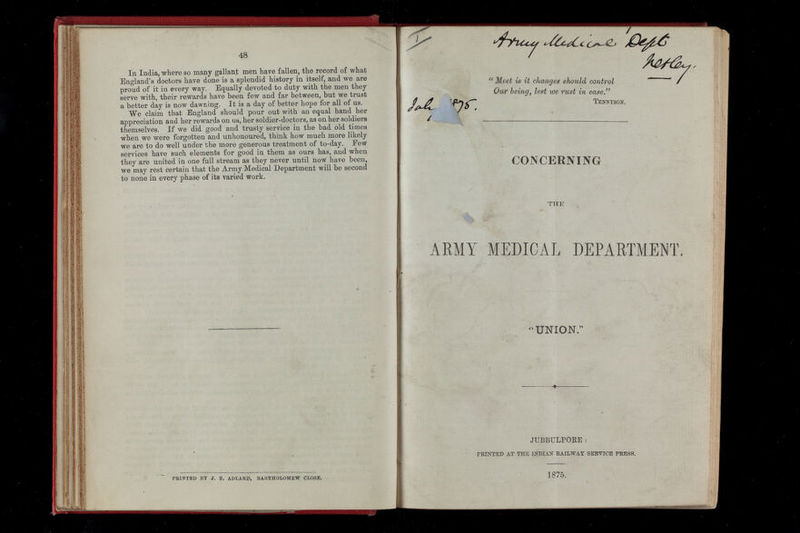 48
In India, where so many gallant men have fallen, the record of what
England's doctors have done is a splendid history in itself, and we are
proud of it in every way. Equally devoted to duty with the men they
serve with, their rewards have been few and far between, but we trust
a better day is now dawning. It is a day of better hope for all of us.
We claim that England should pour out with an equal hand her
appreciation and her rewards on us, her soldier-doctors, as on her soldiers
themselves. If we did good and trusty service in the bad old times
when we were forgotten and unhonoured, think how much more likely
we are to do well under the more generous treatment of to-day. Few
services have such elements for good in them as ours has, and when
they are united in one full stream as they never until now have been,
we may rest certain that the Army Medical Department will be second
to none in every phase of its varied work.
PRINTED BY J. E. ADLARD, BARTHOLOMEW CLOSE.
1
Army Medical Dept
Netley.
"Meet is it changes should control
Our being, lest we rust in ease."
TENNYSON.
July 1875.
CONCERNING
THE
ARMY MEDICAL DEPARTMENT.
"UNION."
JUBBULPORE:
PRINTED AT THE INDIAN RAILWAY SERVICE PRESS.
1875.